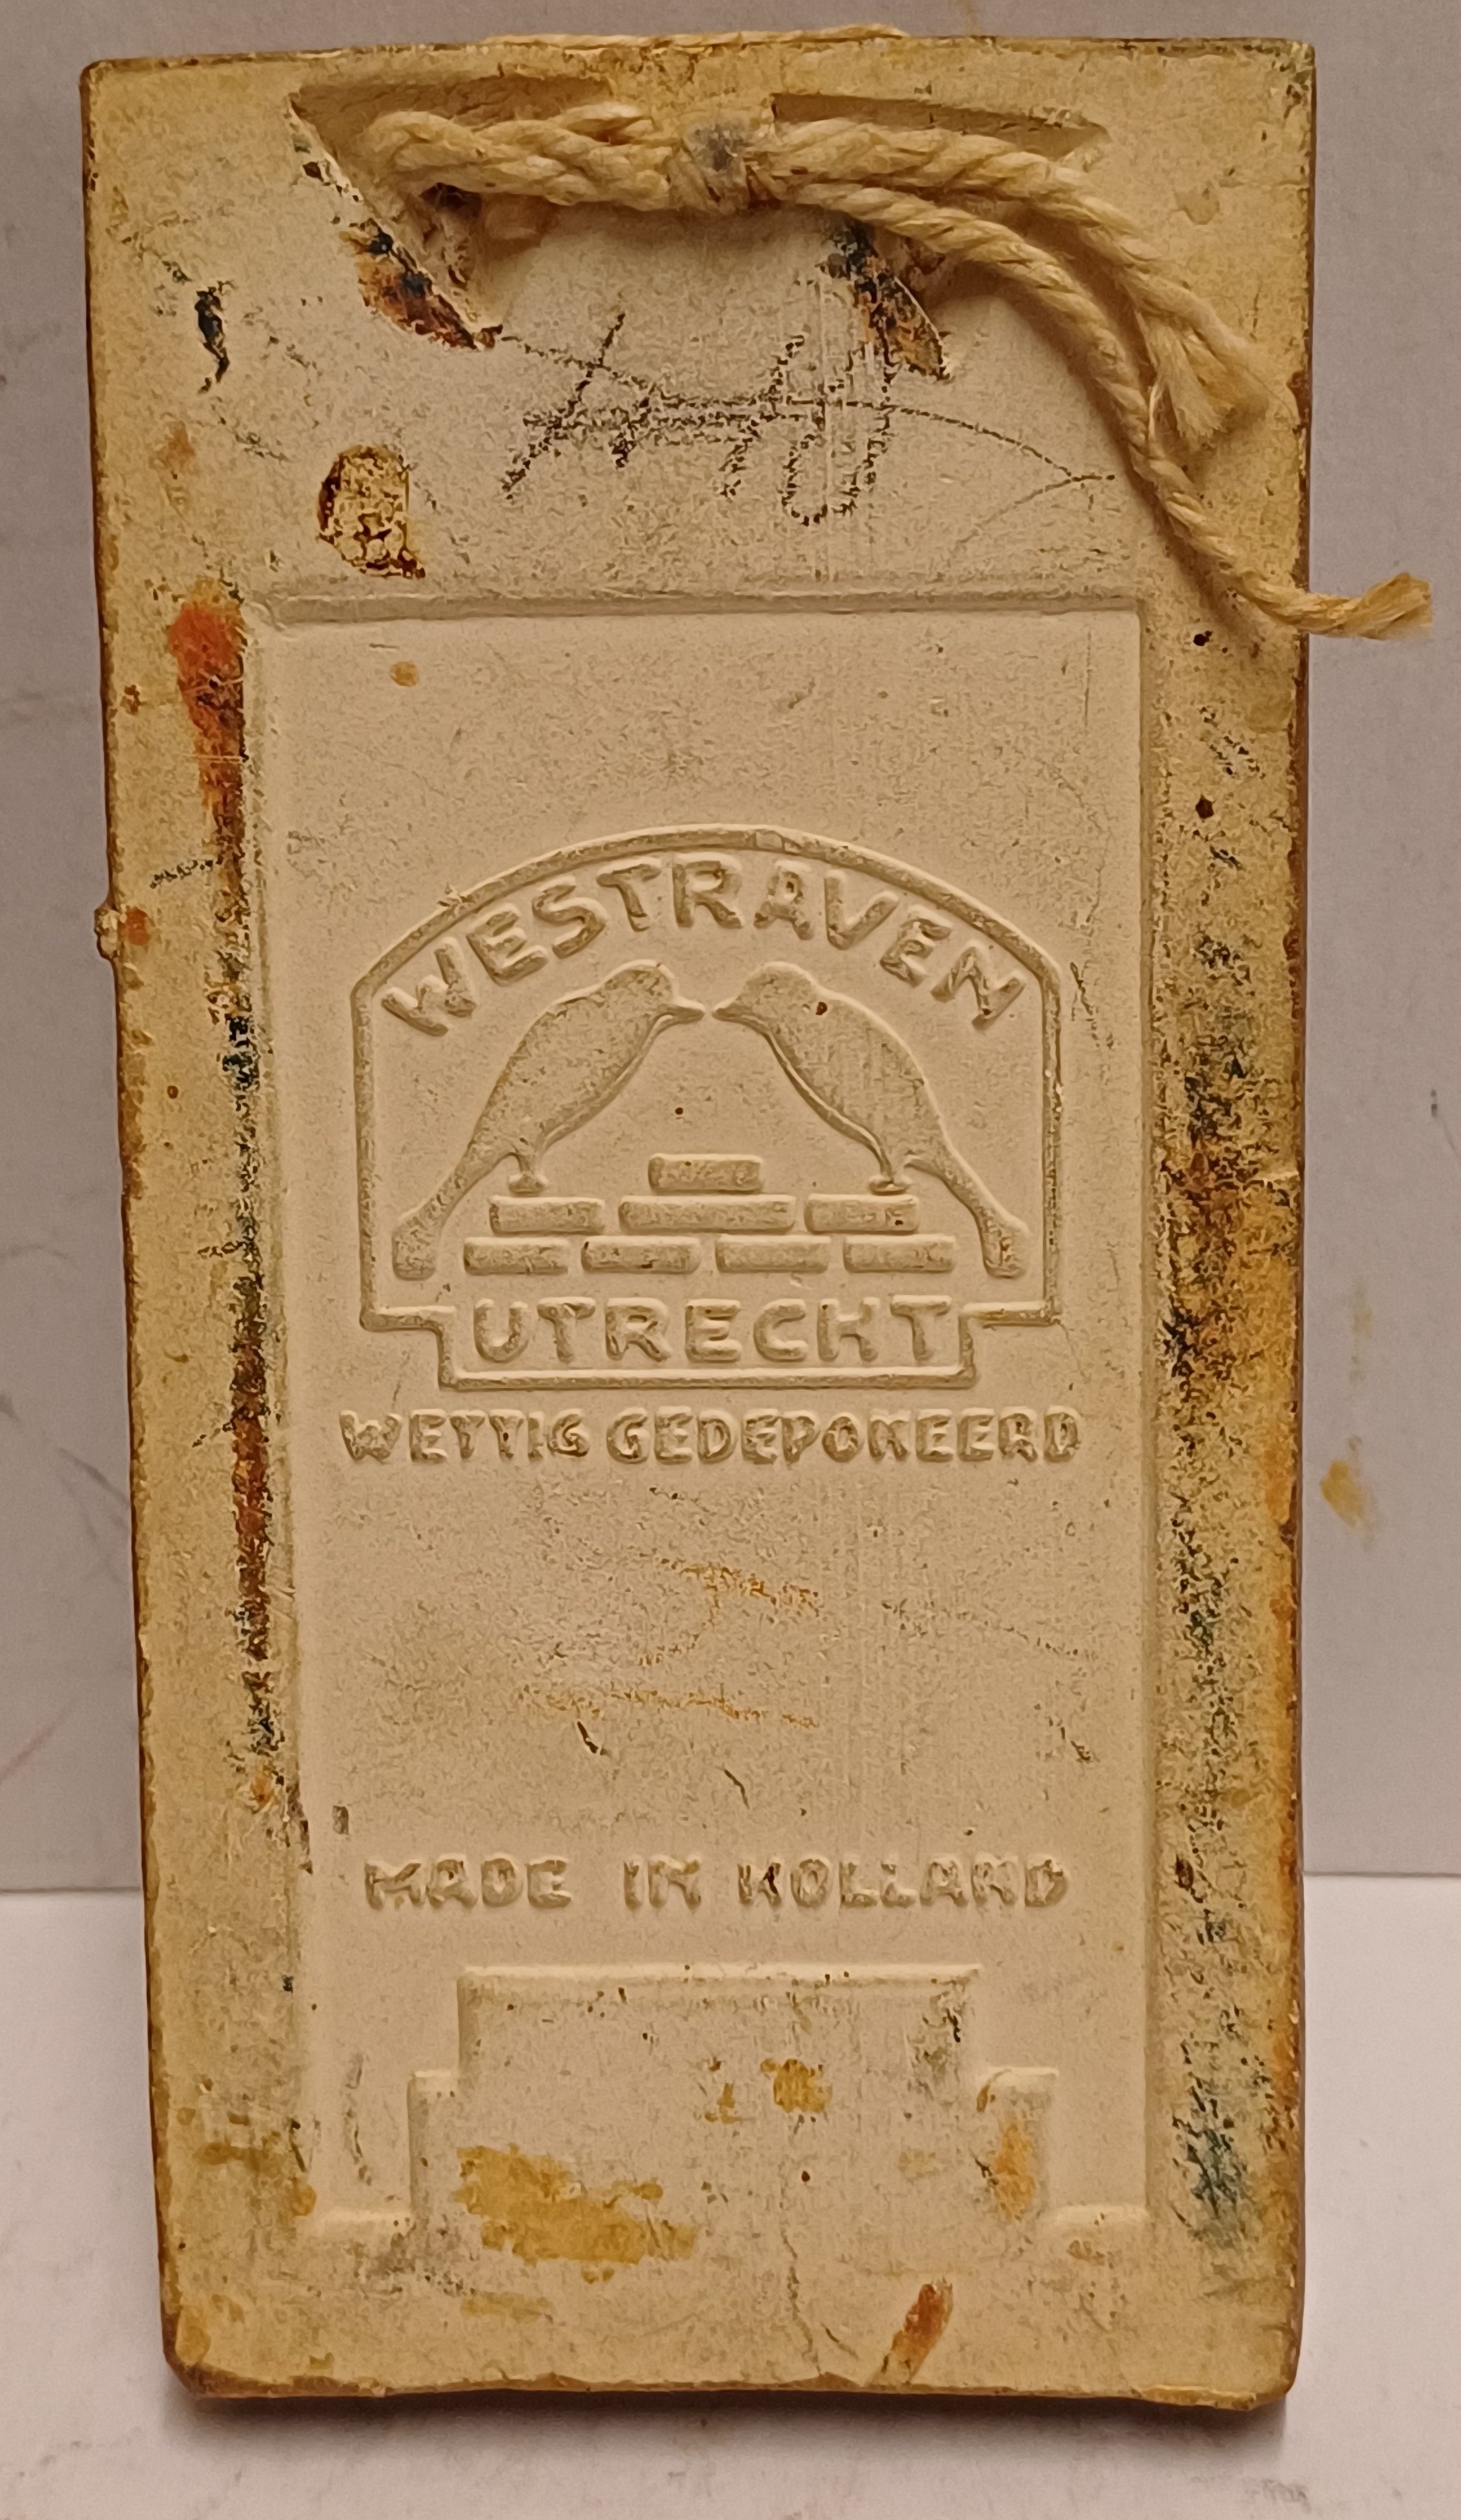 WESTRAVEN
UTRECHT
WETTIG GEDEPONEERD
MADE IN HOLLAND